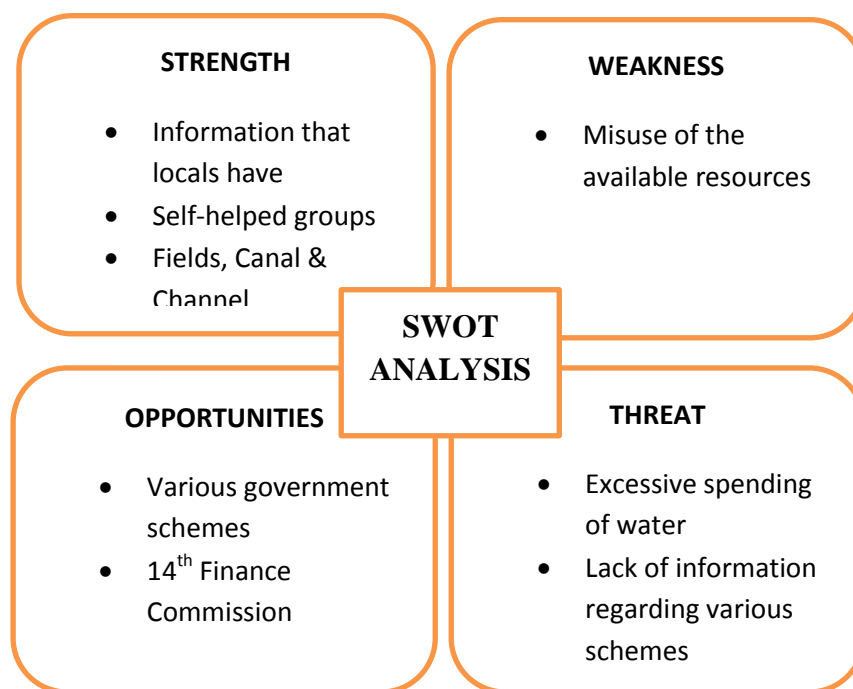 STRENGTH
• Information that
locals have
• Self-helped groups
• Fields, Canal &
Channel
WEAKNESS
• Misuse of the
available resources
SWOT
ANALYSIS
OPPORTUNITIES
• Various government
schemes
• 14th Finance
Commission
THREAT
• Excessive spending
of water
• Lack of information
regarding various
schemes